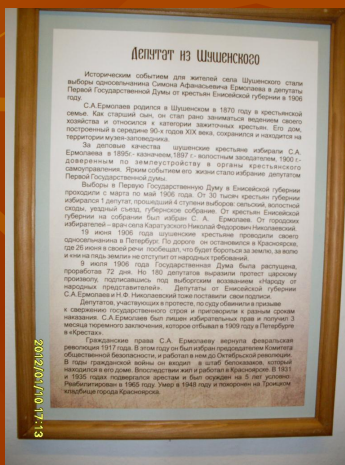 Депутат из Шушенского
Историческим событием для жителей села Шушенского стали
выборы односельчанина Симона Афанасьевича Ермолаева в депутаты
Первой Государственной Думы от крестьян Енисейской губернии в 1906
году.
С.А.Ермолаев родился в Шушенском в 1870 году в крестьянской
семье. Как старший сын, он стал рано заниматься ведением своего
хозяйства и относился к категории зажиточных крестьян. Его дом,
построенный в середине 90-х годов XIX века, сохранился и находится на
территории музея-заповедника.
За деловые качества шушенские крестьяне избирали С.А.
Ермолаева в 1895г.- казначеем,1897 г.- волостным заседателем, 1900 г.-
доверенным по землеустройству в органы крестьянского
самоуправления. Ярким событием его жизни стало избрание депутатом
Первой Государственной думы.
Выборы в Первую Государственную Думу в Енисейской губернии
проходили с марта по май 1906 года. От 30 тысяч крестьян губернии
избирался 1 депутат, прошедший 4 ступени выборов: сельский, волостной
сходы, уездный съезд, губернское собрание. От крестьян Енисейской
губернии на собрание был избран С. А. Ермолаев. От городских
избирателей – врач села Каратузского Николай Федорович Николаевский.
19 июня 1906 года шушенские крестьяне проводили своего
односельчанина в Петербург. По дороге он остановился в Красноярске,
где 26 июня в своей речи пообещал, что будет бороться за землю, за волю
и «ни на пядь земли» не отступит от народных требований.
9 июля 1906 года Государственная Дума была распущена,
проработав 72 дня. Но 180 депутатов выразили протест царскому
произволу, подписавшись под выборгским воззванием «Народу от
народных представителей». Депутаты от Енисейской губернии
С.А.Ермолаев и Н.Ф. Николаевский тоже поставили свои подписи.
Депутатов, участвующих в протесте, по суду обвинили в призыве
к свержению государственного строя и приговорили к разным срокам
наказания. С.А.Ермолаев был лишен избирательных прав и получил 3
месяца тюремного заключения, которое отбывал в 1909 году в Петербурге
в «Крестах».
Гражданские права С.А. Ермолаеву вернула февральская
революция 1917 года. В этом году он был избран председателем Комитета
общественной безопасности, и работал в нем до Октябрьской революции.
В годы гражданской войны он входил в штаб белоказаков, который
находился в его доме. Впоследствии жил и работал в Красноярске. В 1931
и 1935 годах подвергался арестам и был осужден на 5 лет условно.
Реабилитирован в 1965 году. Умер в 1948 году и похоронен на Троицком
кладбище города Красноярска.
2012/01/10 17:13